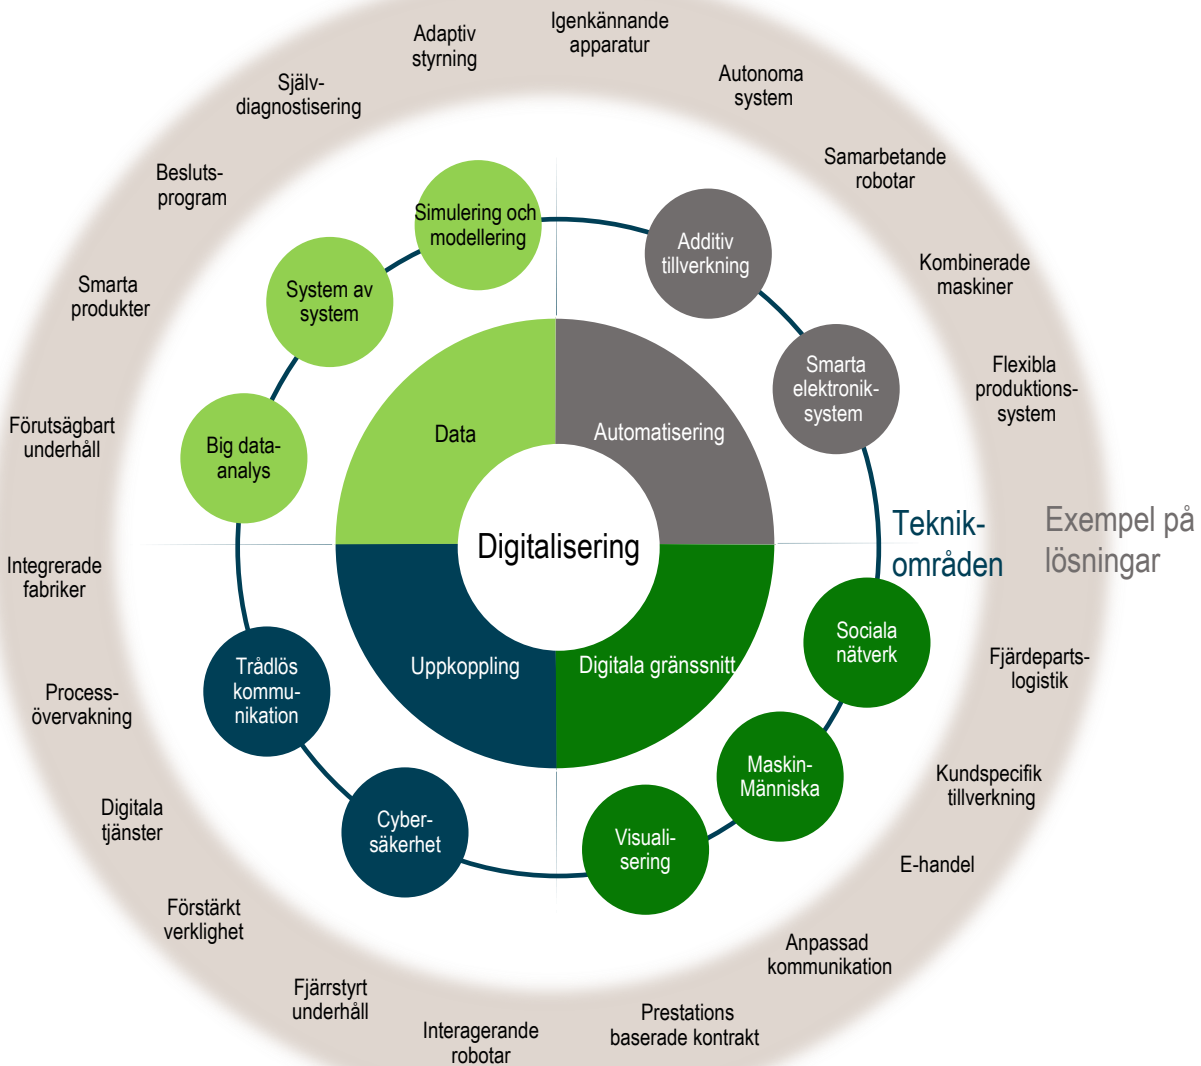 Igenkännande
apparatur
Adaptiv
styrning
Autonoma
system
Själv-
diagnostisering
Samarbetande
robotar
Besluts-
program
Kombinerade
maskiner
Smarta
produkter
Flexibla
produktions-
system
Förutsägbart
underhåll
Integrerade
fabriker
Process-
övervakning
Digitala
tjänster
Förstärkt
verklighet
Fjärrstyrt
underhåll
Interagerande
robotar
Prestations
baserade kontrakt
Anpassad
kommunikation
E-handel
Kundspecifik
tillverkning
Fjärdeparts-
logistik
Exempel på
lösningar
Teknik-
områden
Simulering och
modellering
System av
system
Big data-
analys
Additiv
tillverkning
Smarta
elektronik-
system
Sociala
nätverk
Maskin-
Människa
Visuali-
sering
Cyber-
säkerhet
Trådlös
kommu-
nikation
Data
Automatisering
Digitalisering
Uppkoppling
Digitala gränssnitt